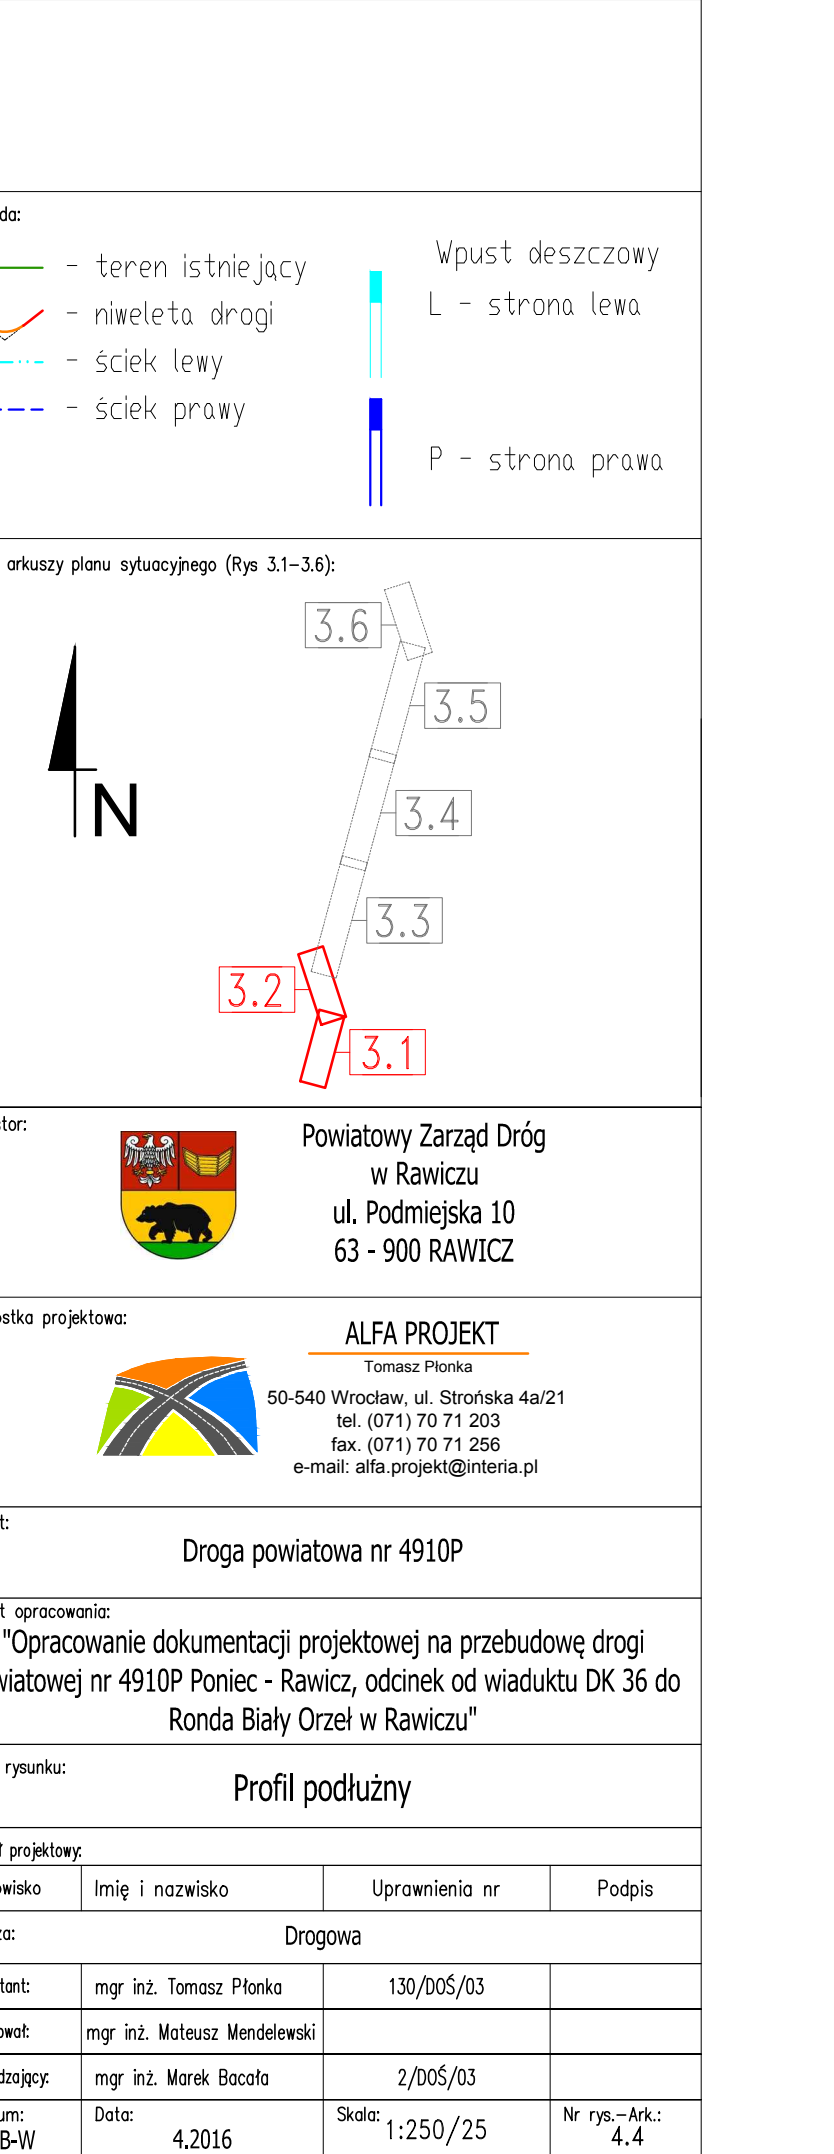 da:
- teren istniejący
- niweleta drogi
- ściek lewy
- ściek prawy
Wpust deszczowy
L - strona lewa
P - strona prawa
arkuszy planu sytuacyjnego (Rys 3.1-3.6):
3.6
3.5
3.4
3.3
3.2
3.1
N
stor:
Powiatowy Zarząd Dróg
w Rawiczu
ul. Podmiejska 10
63 - 900 RAWICZ
ostka projektowa:
ALFA PROJEKT
Tomasz Płonka
50-540 Wrocław, ul. Strońska 4a/21
tel. (071) 70 71 203
fax. (071) 70 71 256
e-mail: alfa.projekt@interia.pl
t:
Droga powiatowa nr 4910P
t opracowania:
"Opracowanie dokumentacji projektowej na przebudowę drogi
wiatowej nr 4910P Poniec - Rawicz, odcinek od wiaduktu DK 36 do
Ronda Biały Orzeł w Rawiczu"
rysunku:
Profil podłużny
ł projektowy:
owisko Imię i nazwisko Uprawnienia nr Podpis
ża: Drogowa
tant: mgr inż. Tomasz Płonka 130/DOŚ/03
ował: mgr inż. Mateusz Mendelewski
dzający: mgr inż. Marek Bacała 2/DOŚ/03
um: Data: Skala: Nr rys.-Ark.:
B-W 4.2016 1:250/25 4.4